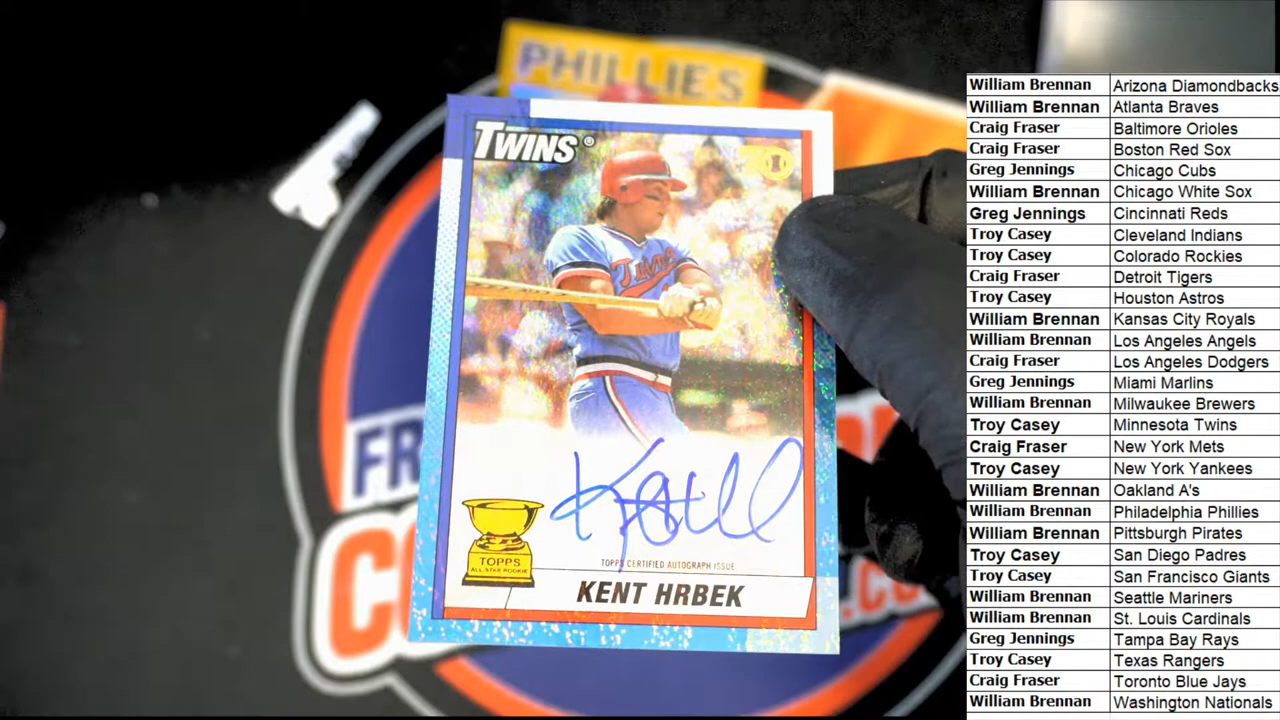 PHILLIES
TWINS®
Twins
TOPPS
ALL-STAR ROOKIE
TOPPS CERTIFIED AUTOGRAPH ISSUE
KENT HRBEK
FR
CO
William Brennan Arizona Diamondbacks
William Brennan Atlanta Braves
Craig Fraser Baltimore Orioles
Craig Fraser Boston Red Sox
Greg Jennings Chicago Cubs
William Brennan Chicago White Sox
Greg Jennings Cincinnati Reds
Troy Casey Cleveland Indians
Troy Casey Colorado Rockies
Craig Fraser Detroit Tigers
Troy Casey Houston Astros
William Brennan Kansas City Royals
William Brennan Los Angeles Angels
Craig Fraser Los Angeles Dodgers
Greg Jennings Miami Marlins
William Brennan Milwaukee Brewers
Troy Casey Minnesota Twins
Craig Fraser New York Mets
Troy Casey New York Yankees
William Brennan Oakland A's
William Brennan Philadelphia Phillies
William Brennan Pittsburgh Pirates
Troy Casey San Diego Padres
Troy Casey San Francisco Giants
William Brennan Seattle Mariners
William Brennan St. Louis Cardinals
Greg Jennings Tampa Bay Rays
Troy Casey Texas Rangers
Craig Fraser Toronto Blue Jays
William Brennan Washington Nationals